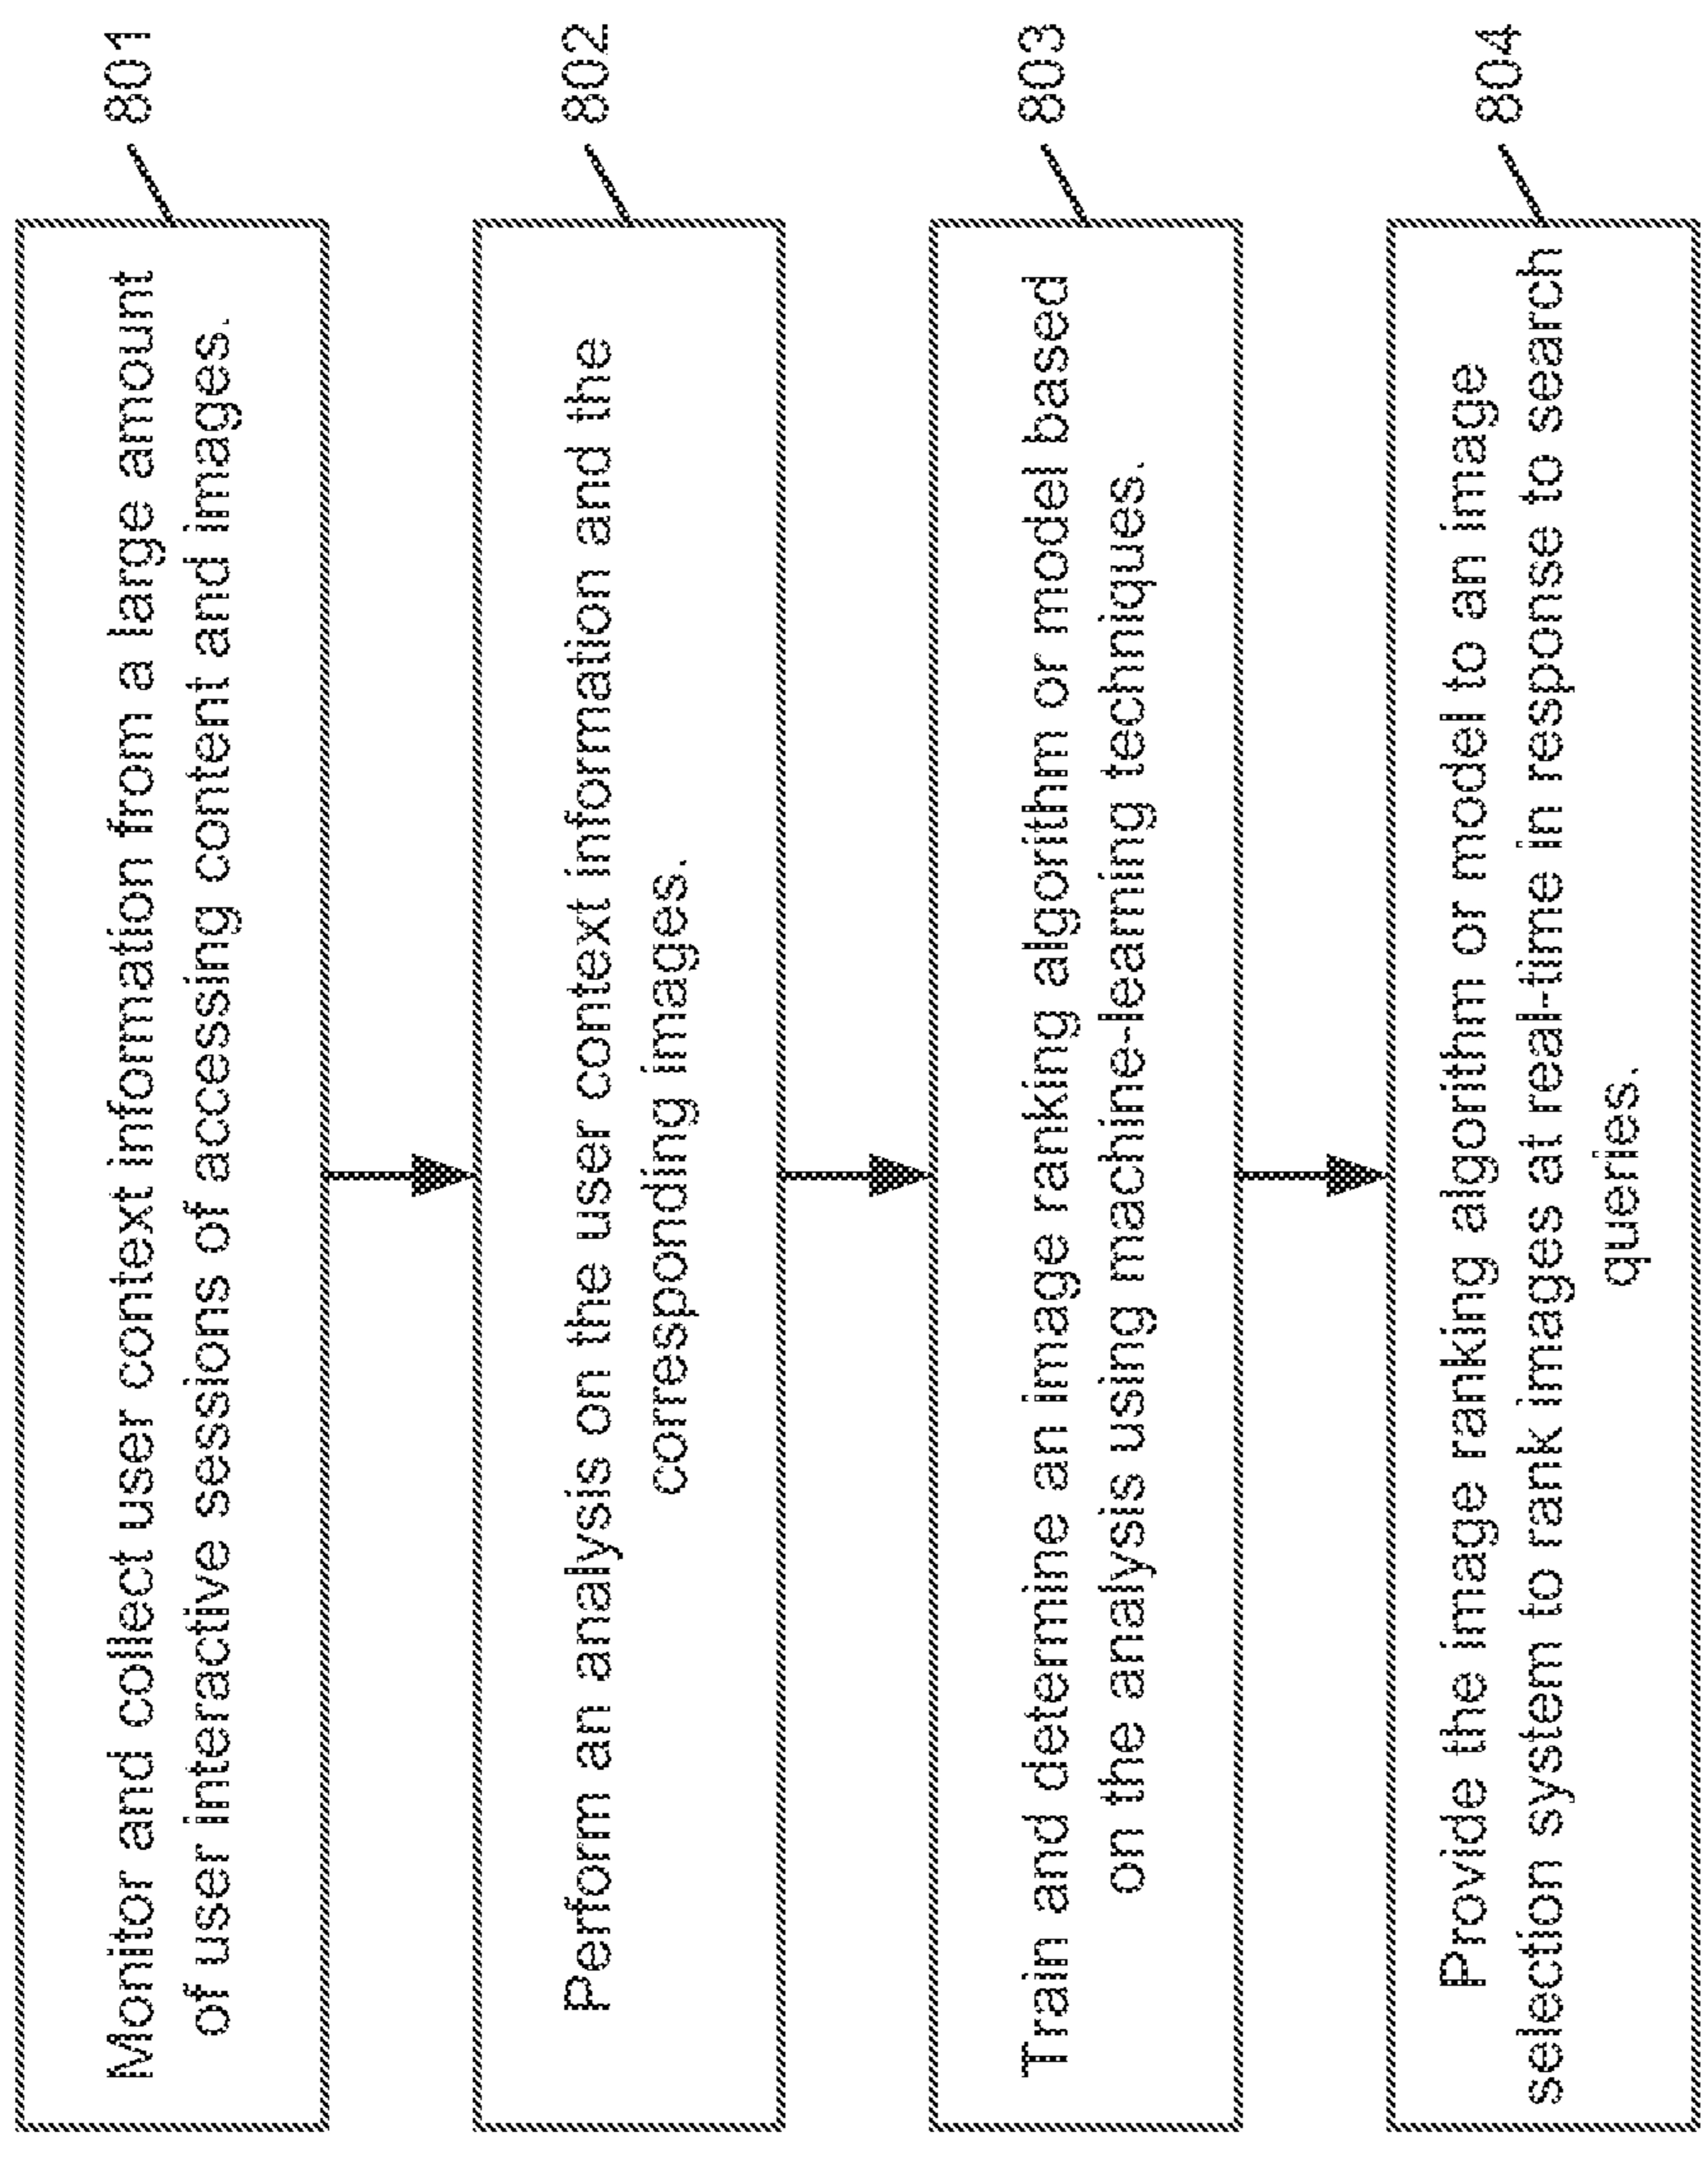 Monitor and collect user context information from a large amount
of user interactive sessions of accessing content and images.
801
Perform an analysis on the user context information and the
corresponding images.
802
Train and determine an image ranking algorithm or model based
on the analysis using machine-learning techniques.
803
Provide the image ranking algorithm or model to an image
selection system to rank images at real-time in response to search
queries.
804